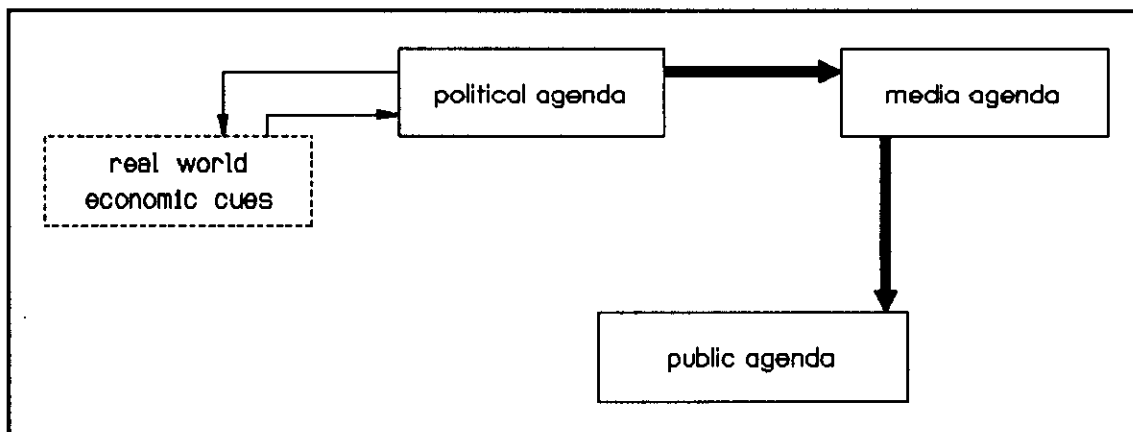 political agenda
media agenda
real world
economic cues
public agenda